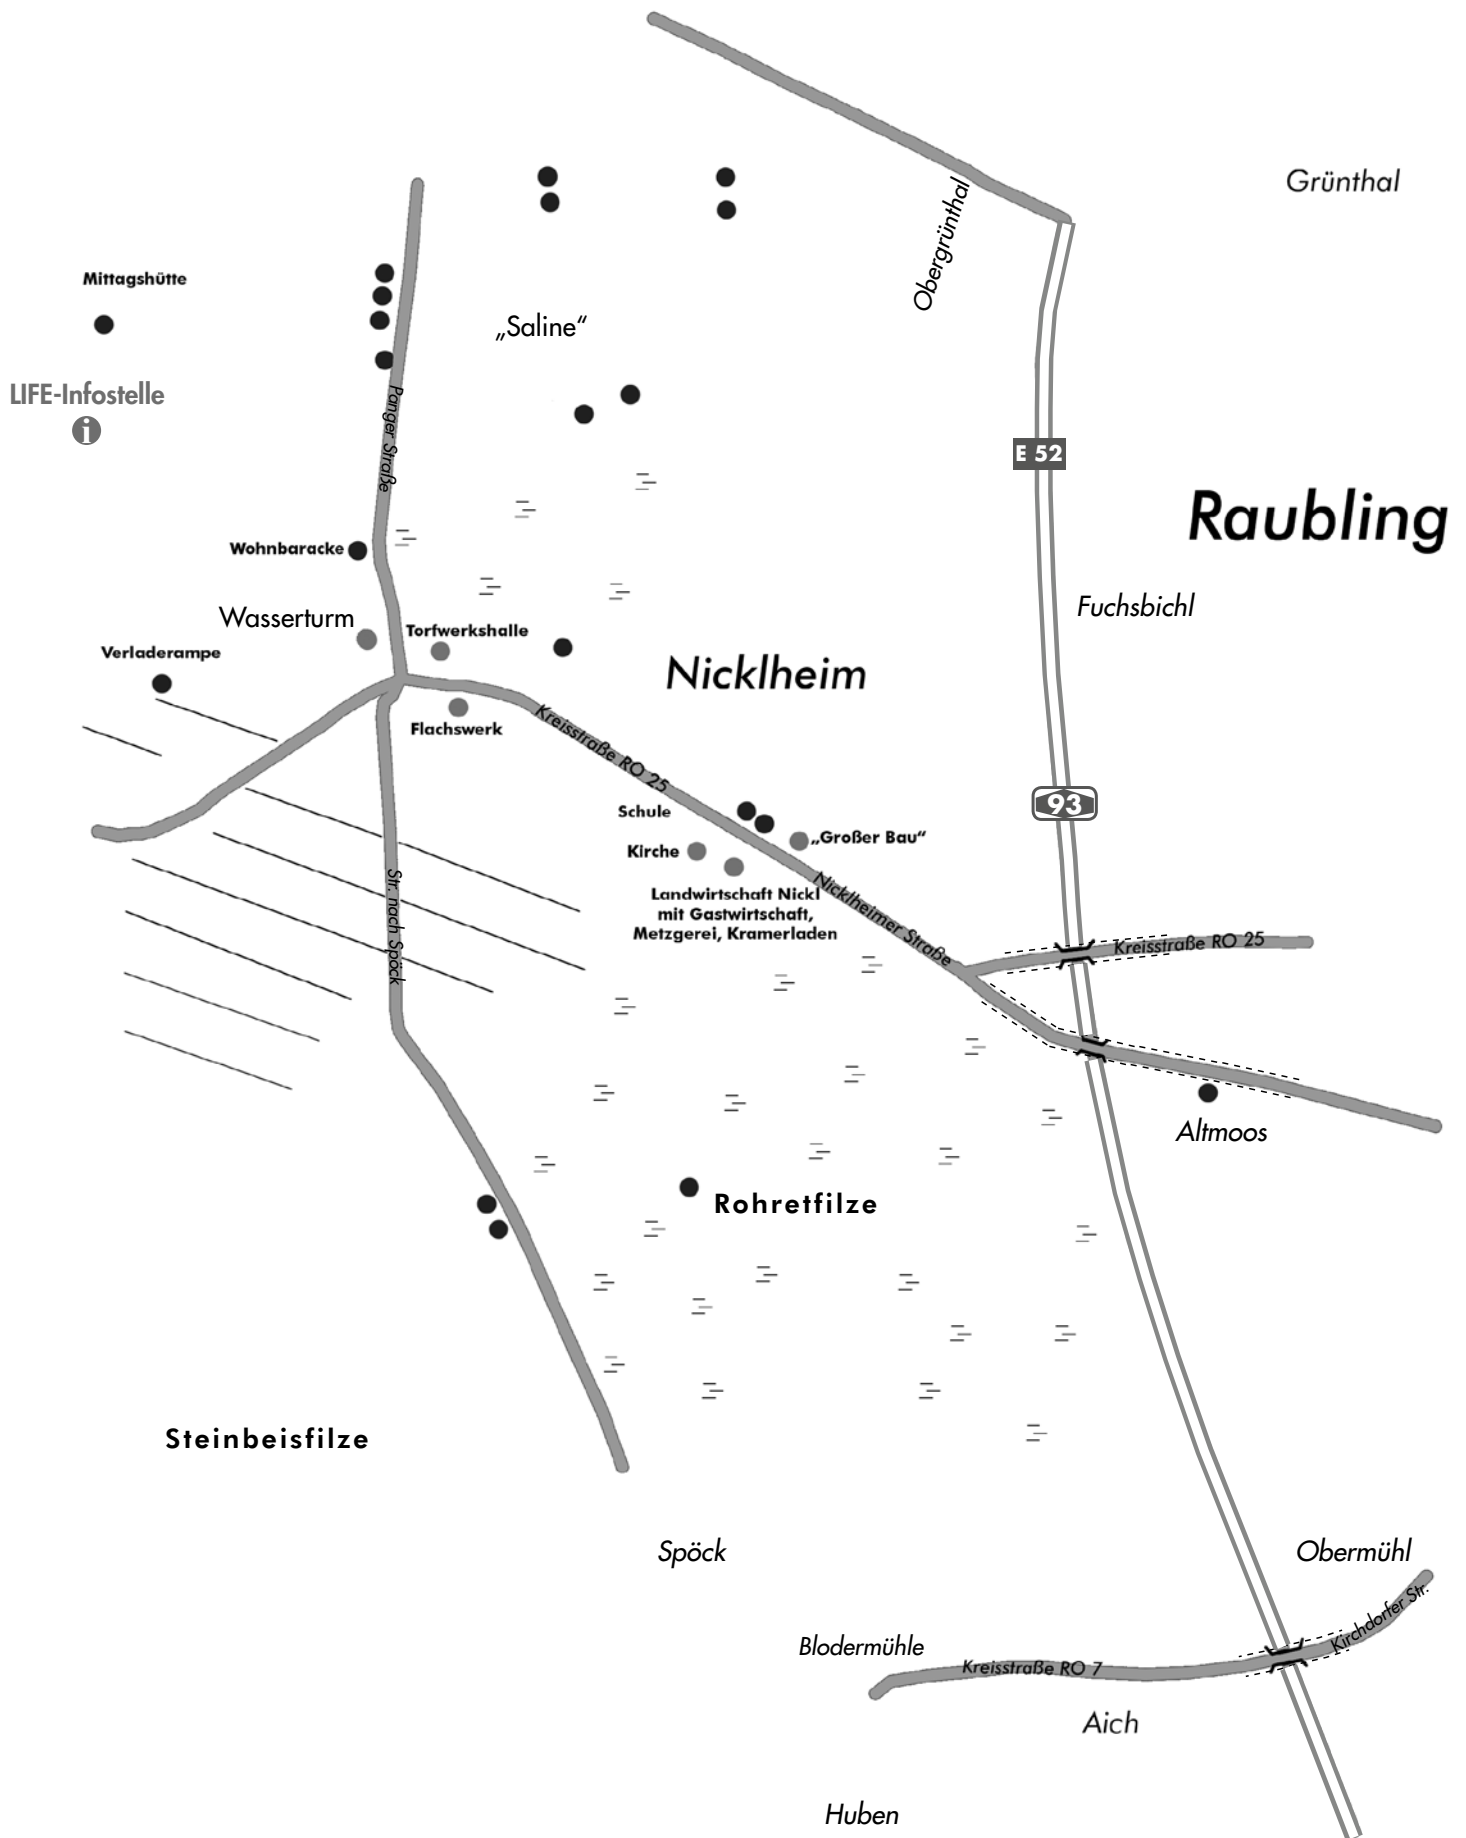 Grünthal
Obergrünthal
Mittagshütte
„Saline“
LIFE-Infostelle
i
Panger Straße
E 52
Raubling
Wohnbaracke
Fuchsbichl
Wasserturm
Torfwerkshalle
Verladerampe
Nicklheim
Flachswerk
Kreisstraße RO 25
93
Schule
„Großer Bau“
Kirche
Landwirtschaft Nickl
mit Gastwirtschaft,
Metzgerei, Kramerladen
Nicklheimer Straße
Str. nach Spöck
Kreisstraße RO 25
Altmoos
Rohretfilze
Steinbeisfilze
Spöck
Obermühl
Kirchdorfer Str.
Blodermühle
Kreisstraße RO 7
Aich
Huben